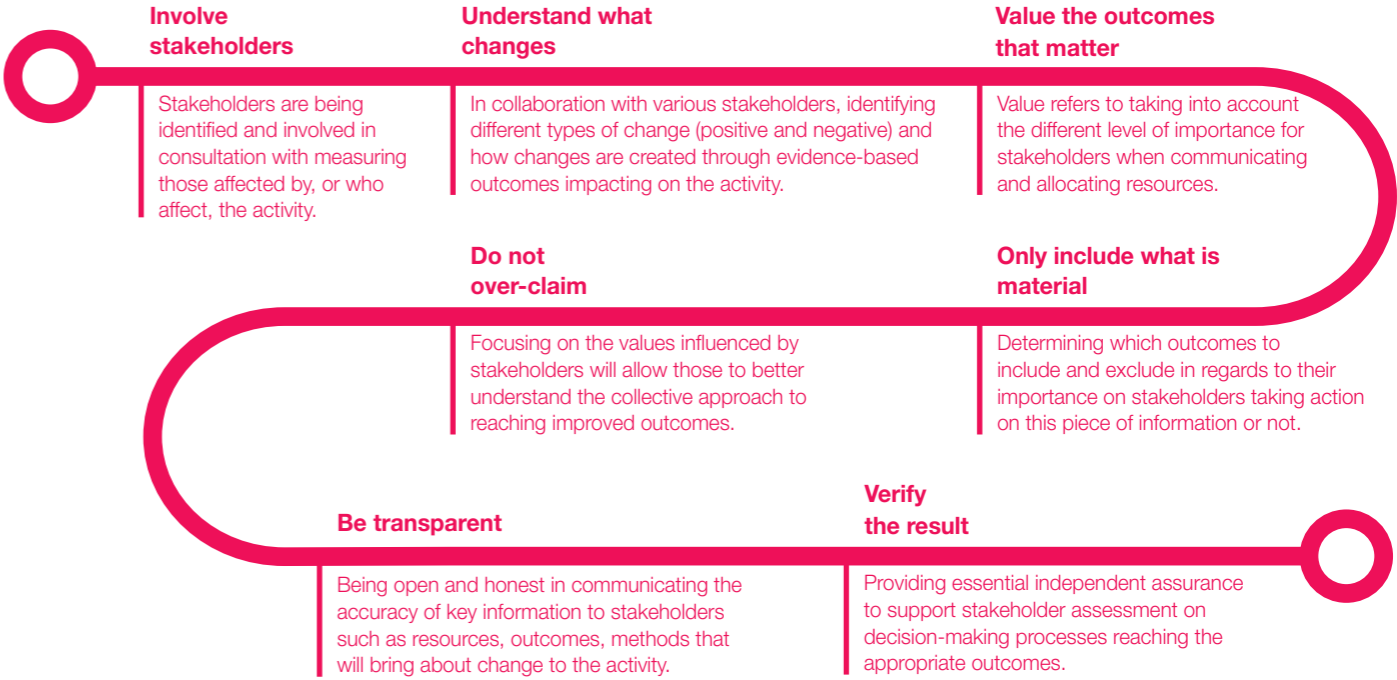 Involve
stakeholders
Stakeholders are being
identified and involved in
consultation with measuring
those affected by, or who
affect, the activity.
Understand what
changes
In collaboration with various stakeholders, identifying
different types of change (positive and negative) and
how changes are created through evidence-based
outcomes impacting on the activity.
Value the outcomes
that matter
Value refers to taking into account
the different level of importance for
stakeholders when communicating
and allocating resources.
Only include what is
material
Determining which outcomes to
include and exclude in regards to their
importance on stakeholders taking action
on this piece of information or not.
Do not
over-claim
Focusing on the values influenced by
stakeholders will allow those to better
understand the collective approach to
reaching improved outcomes.
Be transparent
Being open and honest in communicating the
accuracy of key information to stakeholders
such as resources, outcomes, methods that
will bring about change to the activity.
Verify
the result
Providing essential independent assurance
to support stakeholder assessment on
decision-making processes reaching the
appropriate outcomes.